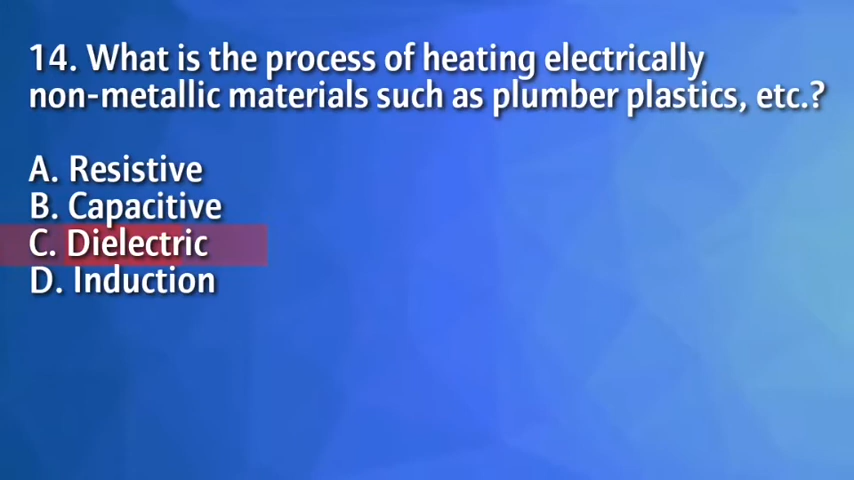 14. What is the process of heating electrically
non-metallic materials such as plumber plastics, etc.?
A. Resistive
B. Capacitive
C. Dielectric
D. Induction